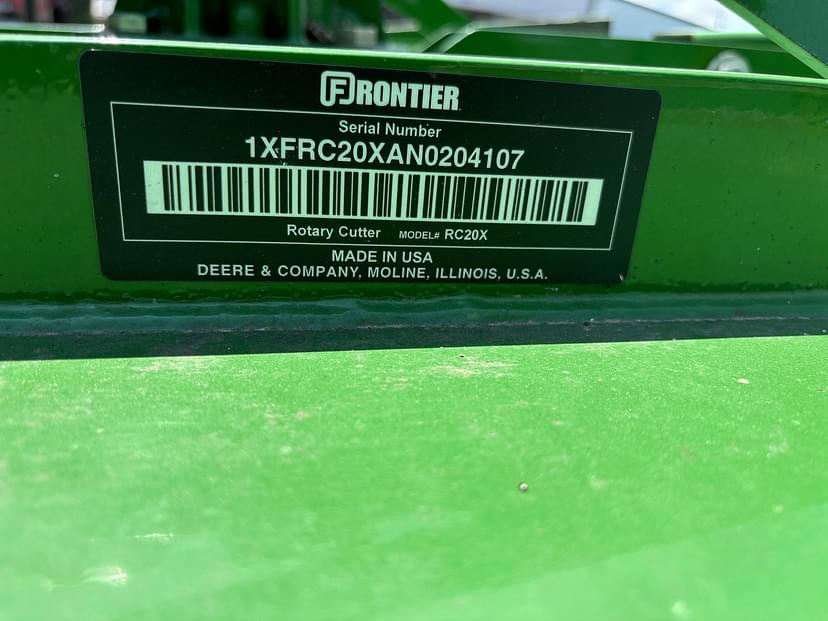 FRONTIER
Serial Number
1XFRC20XAN0204107
Rotary Cutter MODEL# RC20X
MADE IN USA
DEERE & COMPANY, MOLINE, ILLINOIS, U.S.A.